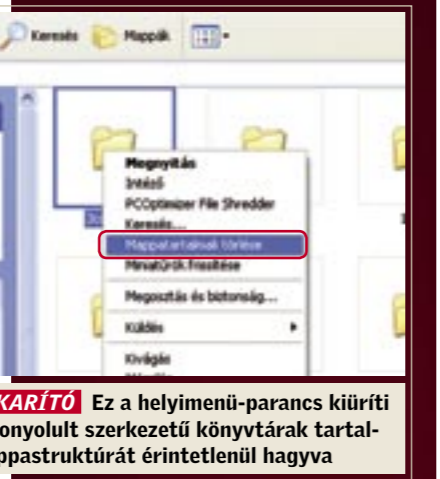 Keresés Mappák
Megnyitás
Intéző
PCOptimizer File Shredder
Keresés...
Mappatartalmak törlése
Miniatűrök frissítése
Megosztás és biztonság...
Küldés
Kivágás
KARÍTÓ Ez a helyimenü-parancs kiüríti
onyolult szerkezetű könyvtárak tartal-
ppastruktúrát érintetlenül hagyva